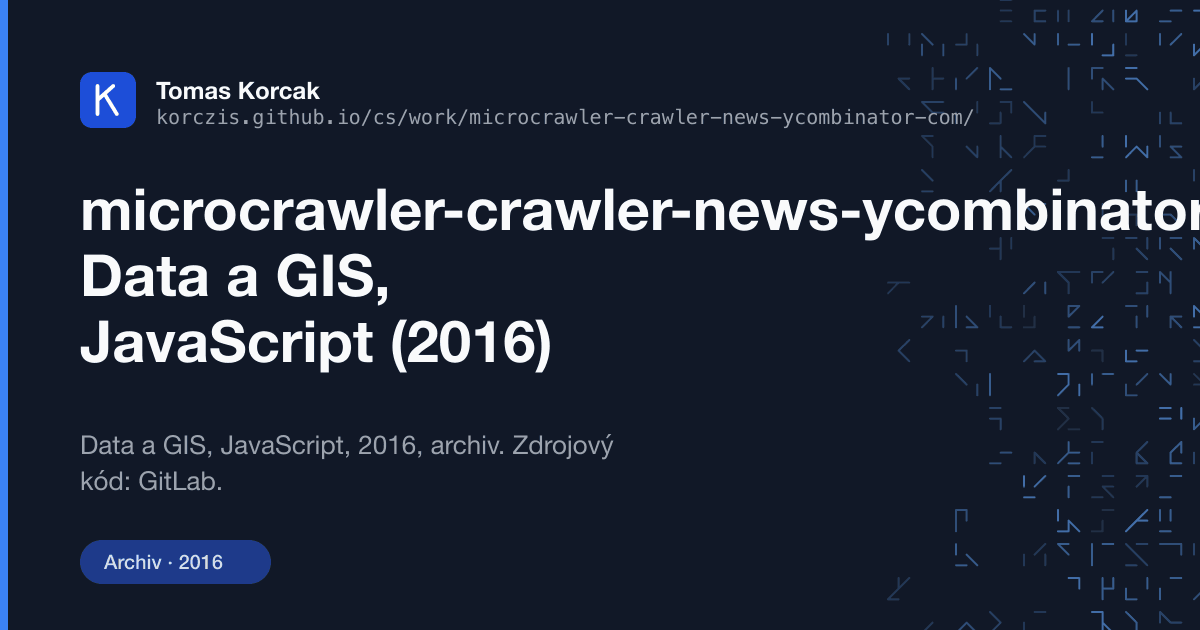 K
Tomas Korcak
korczis.github.io/cs/work/microcrawler-crawler-news-ycombinator-com/
microcrawler-crawler-news-ycombinator
Data a GIS,
JavaScript (2016)
Data a GIS, JavaScript, 2016, archiv. Zdrojový
kód: GitLab.
Archiv · 2016